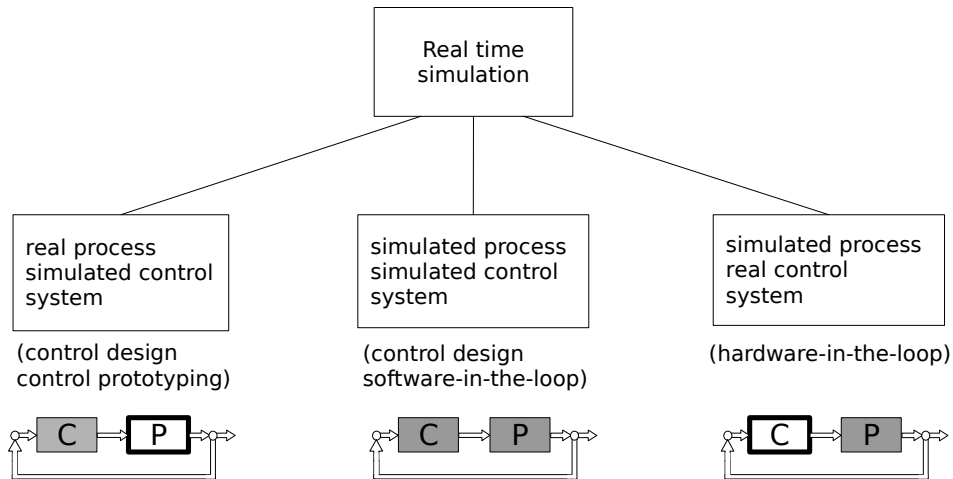 Real time
simulation
real process
simulated control
system
simulated process
simulated control
system
simulated process
real control
system
(control design
control prototyping)
(control design
software-in-the-loop)
(hardware-in-the-loop)
C
P
C
P
C
P